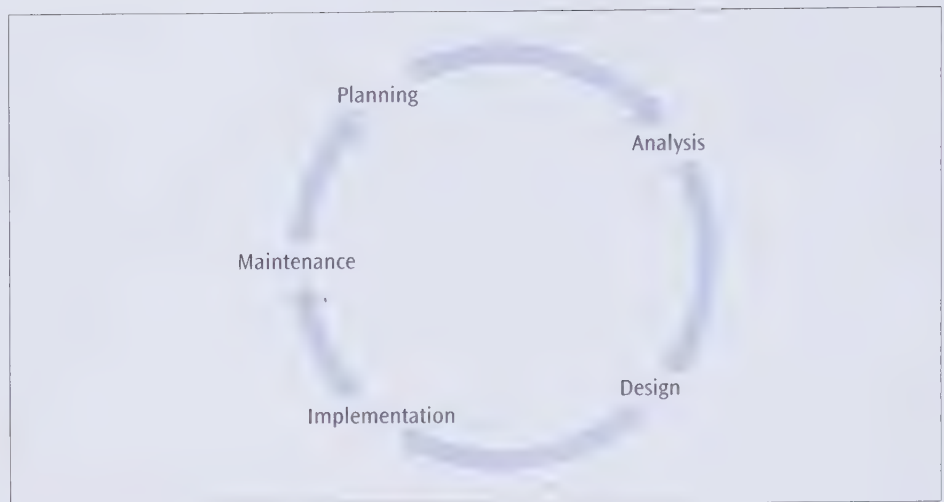 Planning
Analysis
Design
Implementation
Maintenance